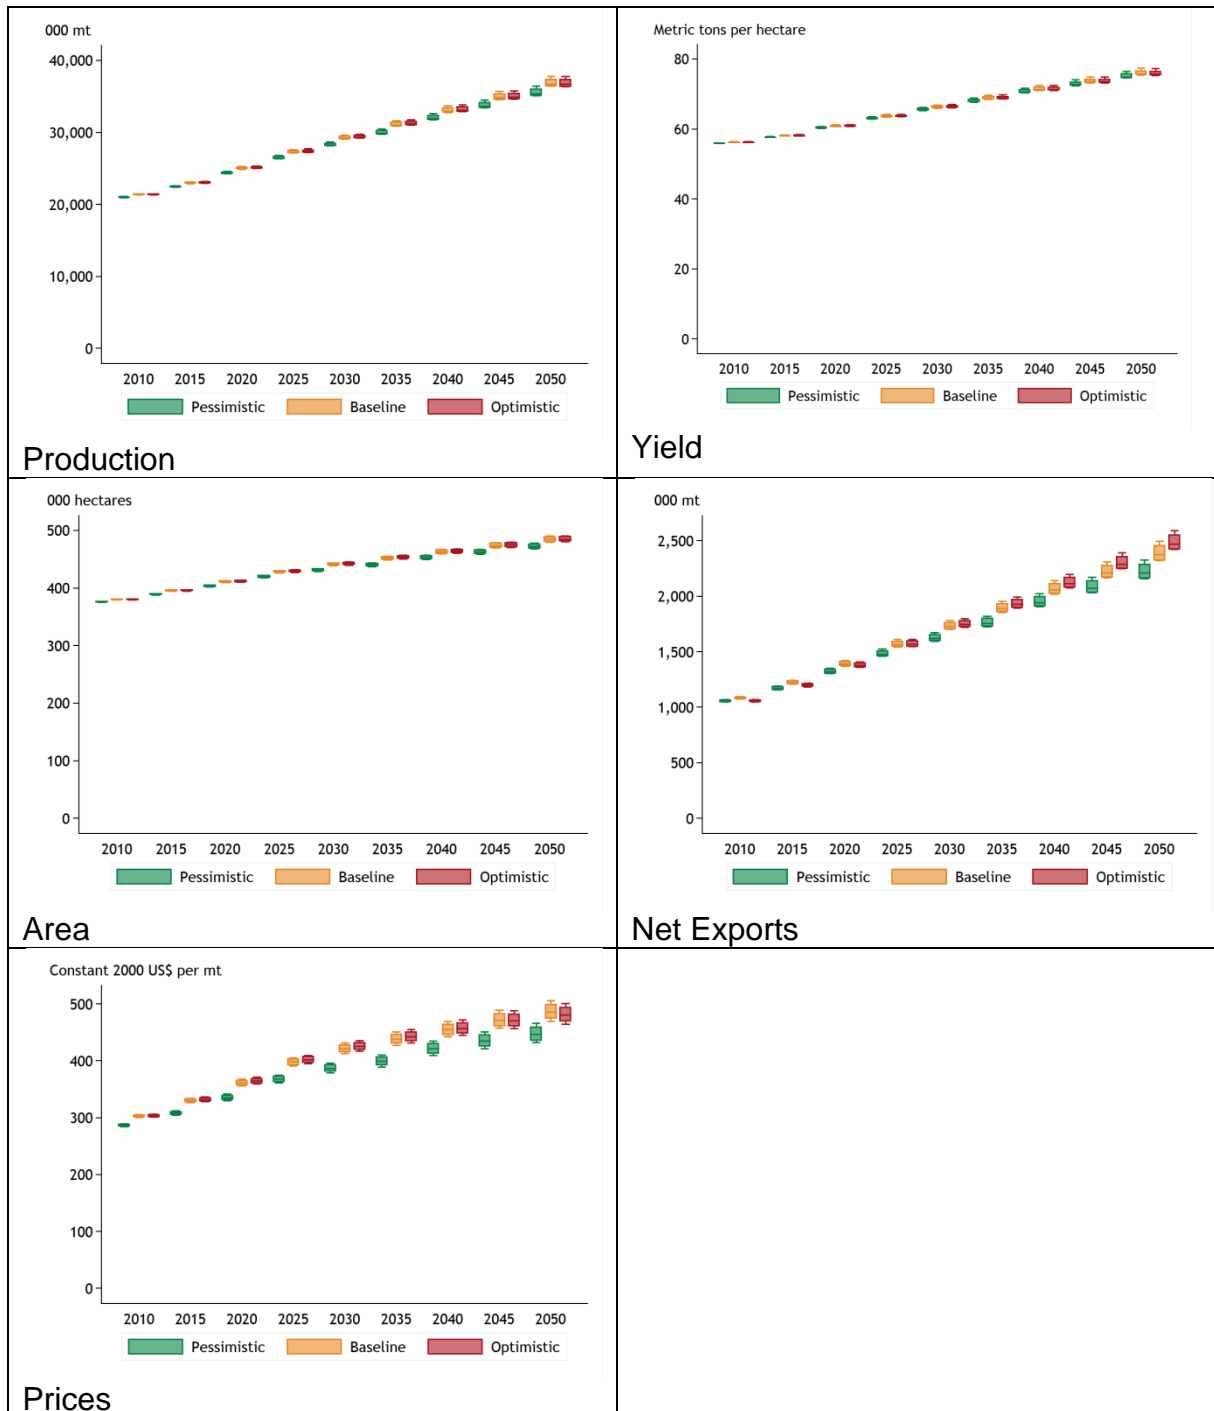 000 mt
40,000
30,000
20,000
10,000
0
2010 2015 2020 2025 2030 2035 2040 2045 2050
Pessimistic Baseline Optimistic
Production
Metric tons per hectare
80
60
40
20
0
2010 2015 2020 2025 2030 2035 2040 2045 2050
Pessimistic Baseline Optimistic
Yield
000 hectares
500
400
300
200
100
0
2010 2015 2020 2025 2030 2035 2040 2045 2050
Pessimistic Baseline Optimistic
Area
000 mt
2,500
2,000
1,500
1,000
500
0
2010 2015 2020 2025 2030 2035 2040 2045 2050
Pessimistic Baseline Optimistic
Net Exports
Constant 2000 US$ per mt
500
400
300
200
100
0
2010 2015 2020 2025 2030 2035 2040 2045 2050
Pessimistic Baseline Optimistic
Prices